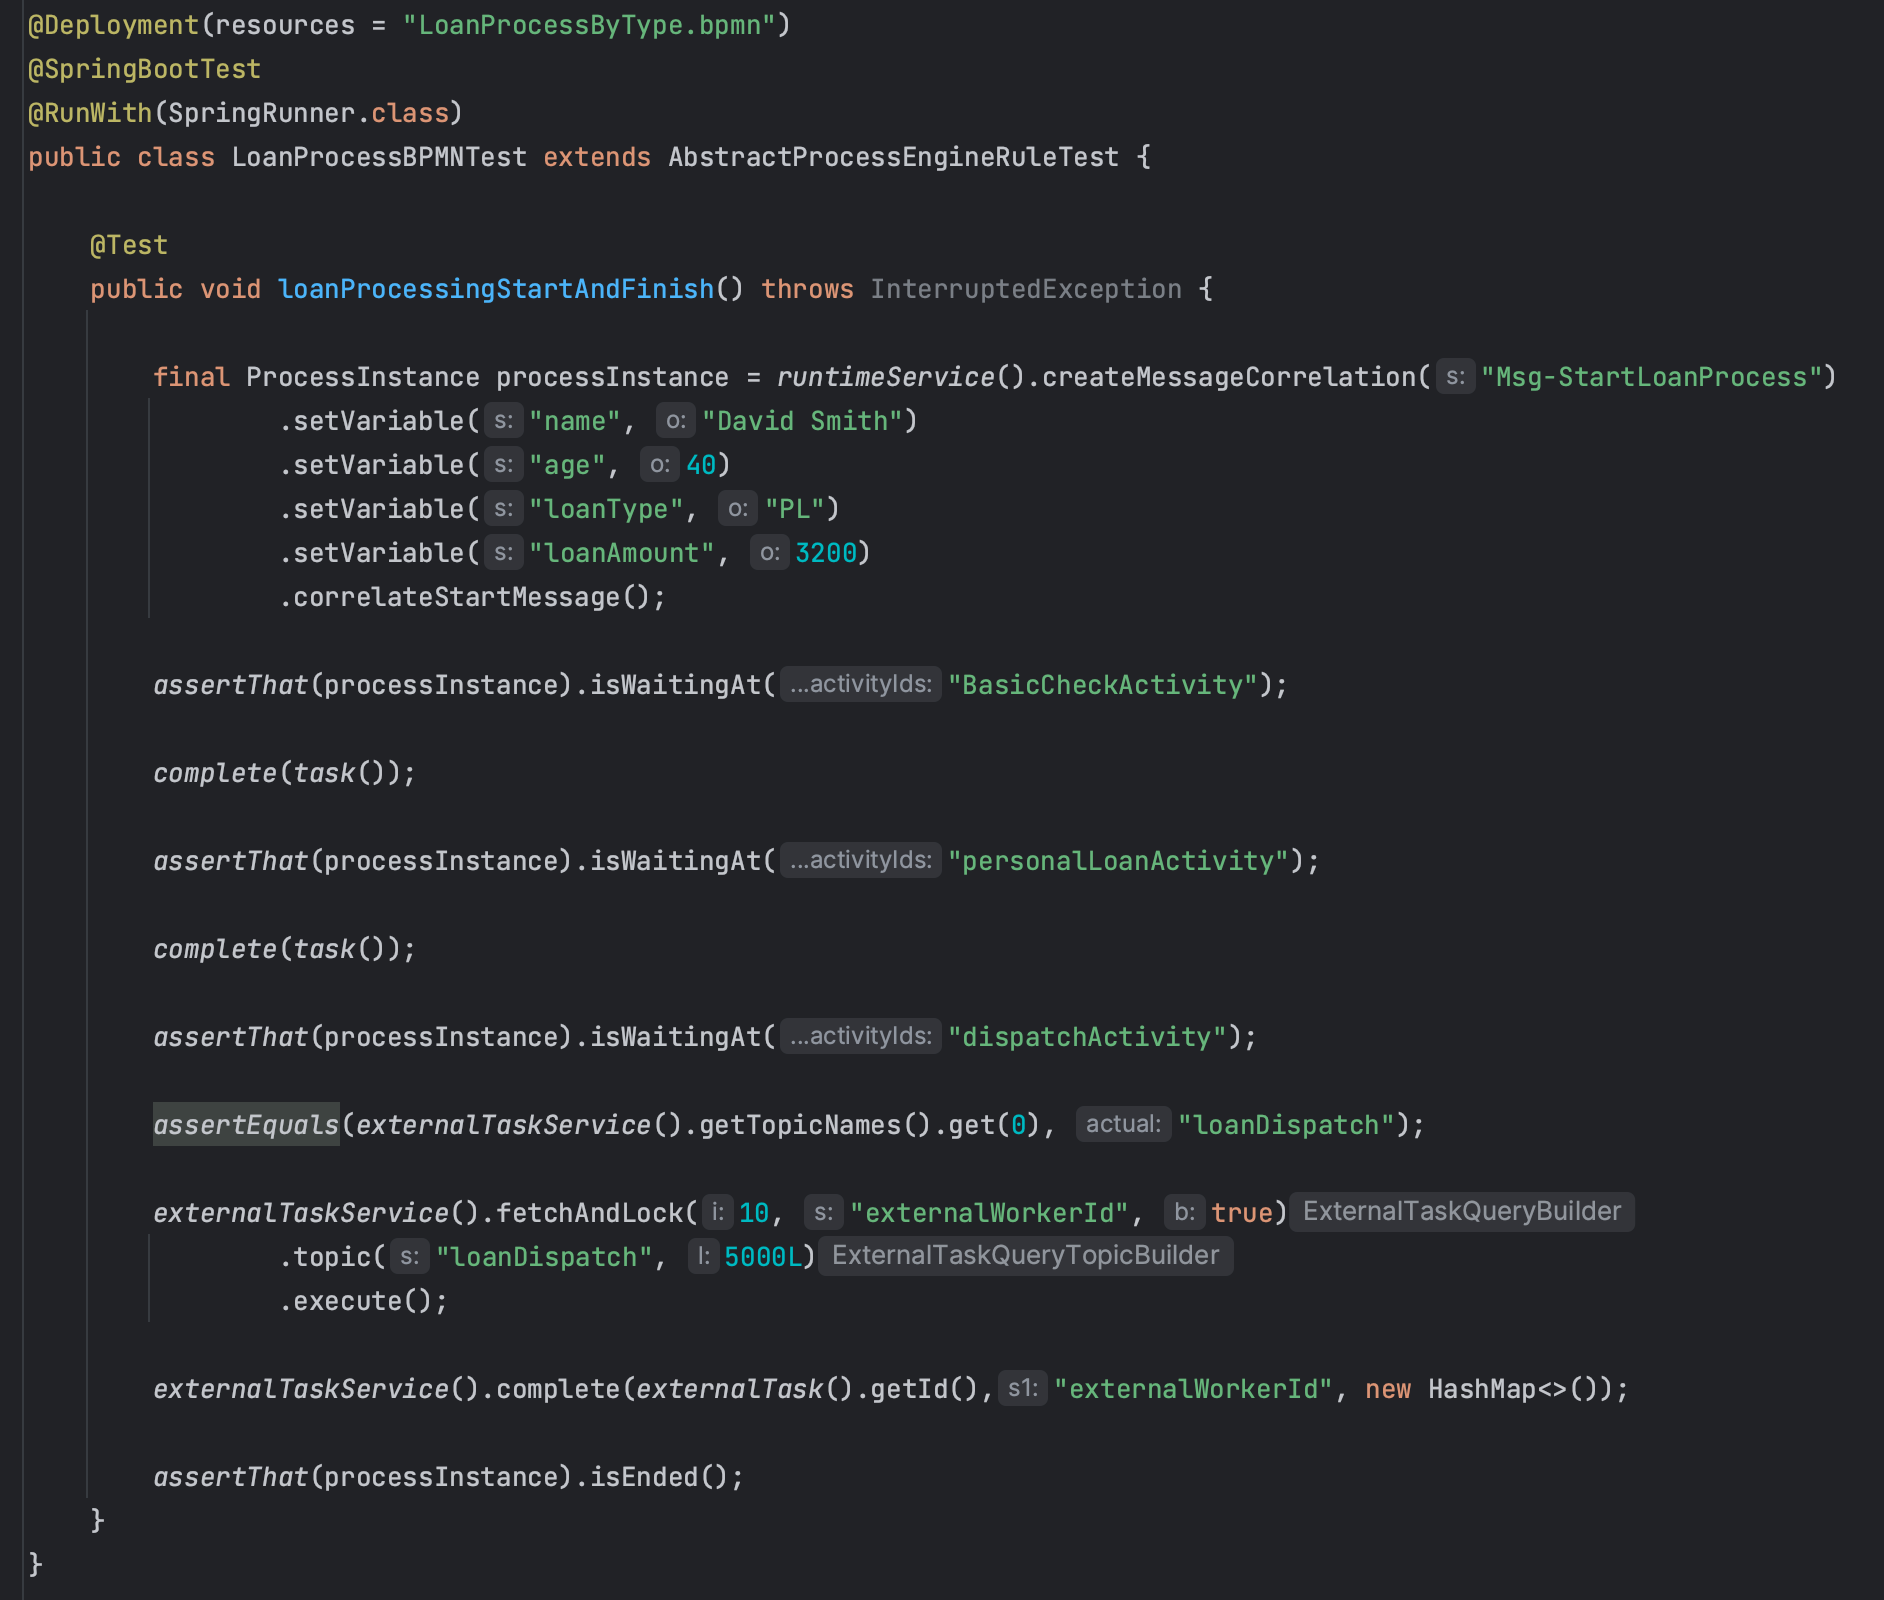 @Deployment(resources = "LoanProcessByType.bpmn")
@SpringBootTest
@RunWith(SpringRunner.class)
public class LoanProcessBPMNTest extends AbstractProcessEngineRuleTest {
@Test
public void loanProcessingStartAndFinish() throws InterruptedException {
final ProcessInstance processInstance = runtimeService().createMessageCorrelation( s: "Msg-StartLoanProcess")
.setVariable( s: "name", o: "David Smith")
.setVariable( s: "age", o: 40)
.setVariable( s: "loanType", o: "PL")
.setVariable( s: "loanAmount", o: 3200)
.correlateStartMessage();
assertThat(processInstance).isWaitingAt( ...activityIds: "BasicCheckActivity");
complete(task());
assertThat(processInstance).isWaitingAt( ...activityIds: "personalLoanActivity");
complete(task());
assertThat(processInstance).isWaitingAt( ...activityIds: "dispatchActivity");
assertEquals(externalTaskService().getTopicNames().get(0), actual: "loanDispatch");
externalTaskService().fetchAndLock( i: 10, s: "externalWorkerId", b: true) ExternalTaskQueryBuilder
.topic( s: "loanDispatch", l: 5000L) ExternalTaskQueryTopicBuilder
.execute();
externalTaskService().complete(externalTask().getId(), s1: "externalWorkerId", new HashMap<>());
assertThat(processInstance).isEnded();
}
}